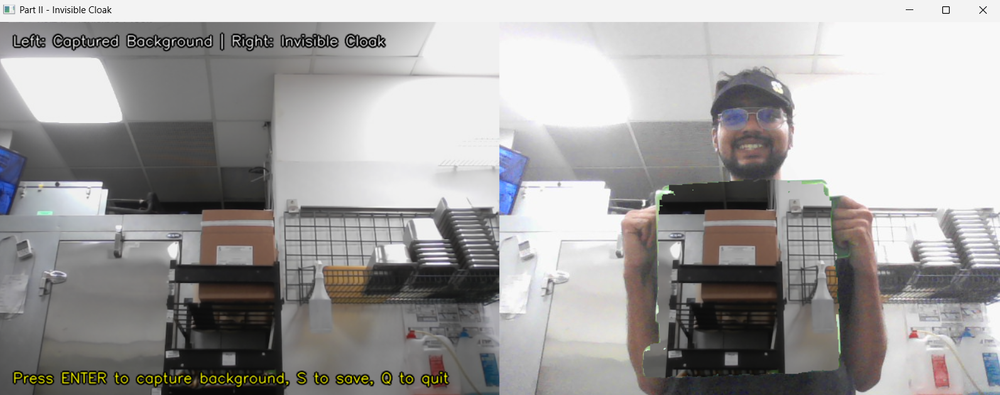 Part II - Invisible Cloak
Left: Captured Background | Right: Invisible Cloak
Press ENTER to capture background, S to save, Q to quit